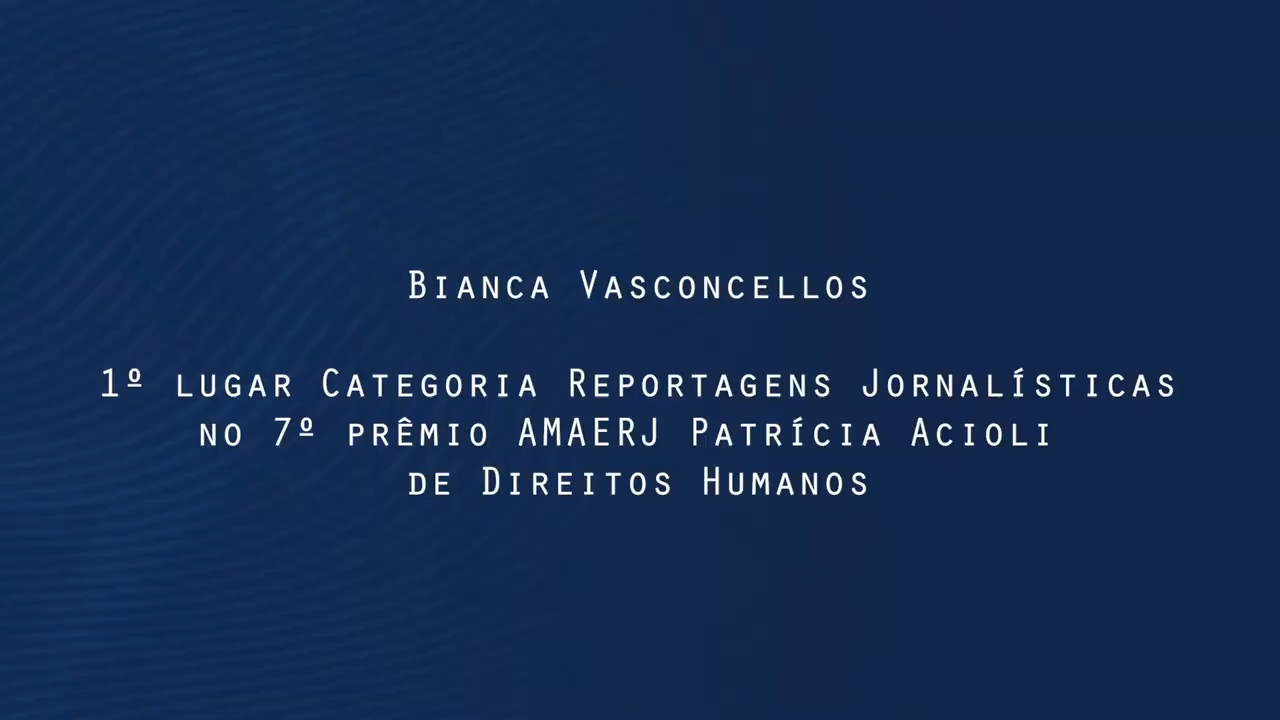 Bianca Vasconcellos
1º lugar Categoria Reportagens Jornalísticas
no 7º prêmio AMAERJ Patrícia Acioli
de Direitos Humanos